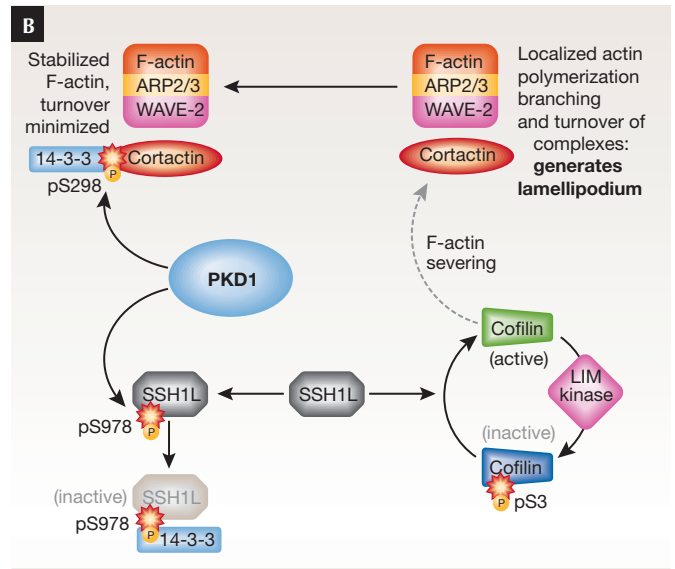 B
Stabilized
F-actin,
turnover
minimized
F-actin
ARP2/3
WAVE-2
14-3-3
P
Cortactin
pS298
F-actin
ARP2/3
WAVE-2
Cortactin
Localized actin
polymerization
branching
and turnover of
complexes:
generates
lamellipodium
F-actin
severing
PKD1
Cofilin
(active)
LIM
kinase
(inactive)
Cofilin
P
pS3
SSH1L
SSH1L
pS978
P
(inactive)
SSH1L
pS978
P
14-3-3